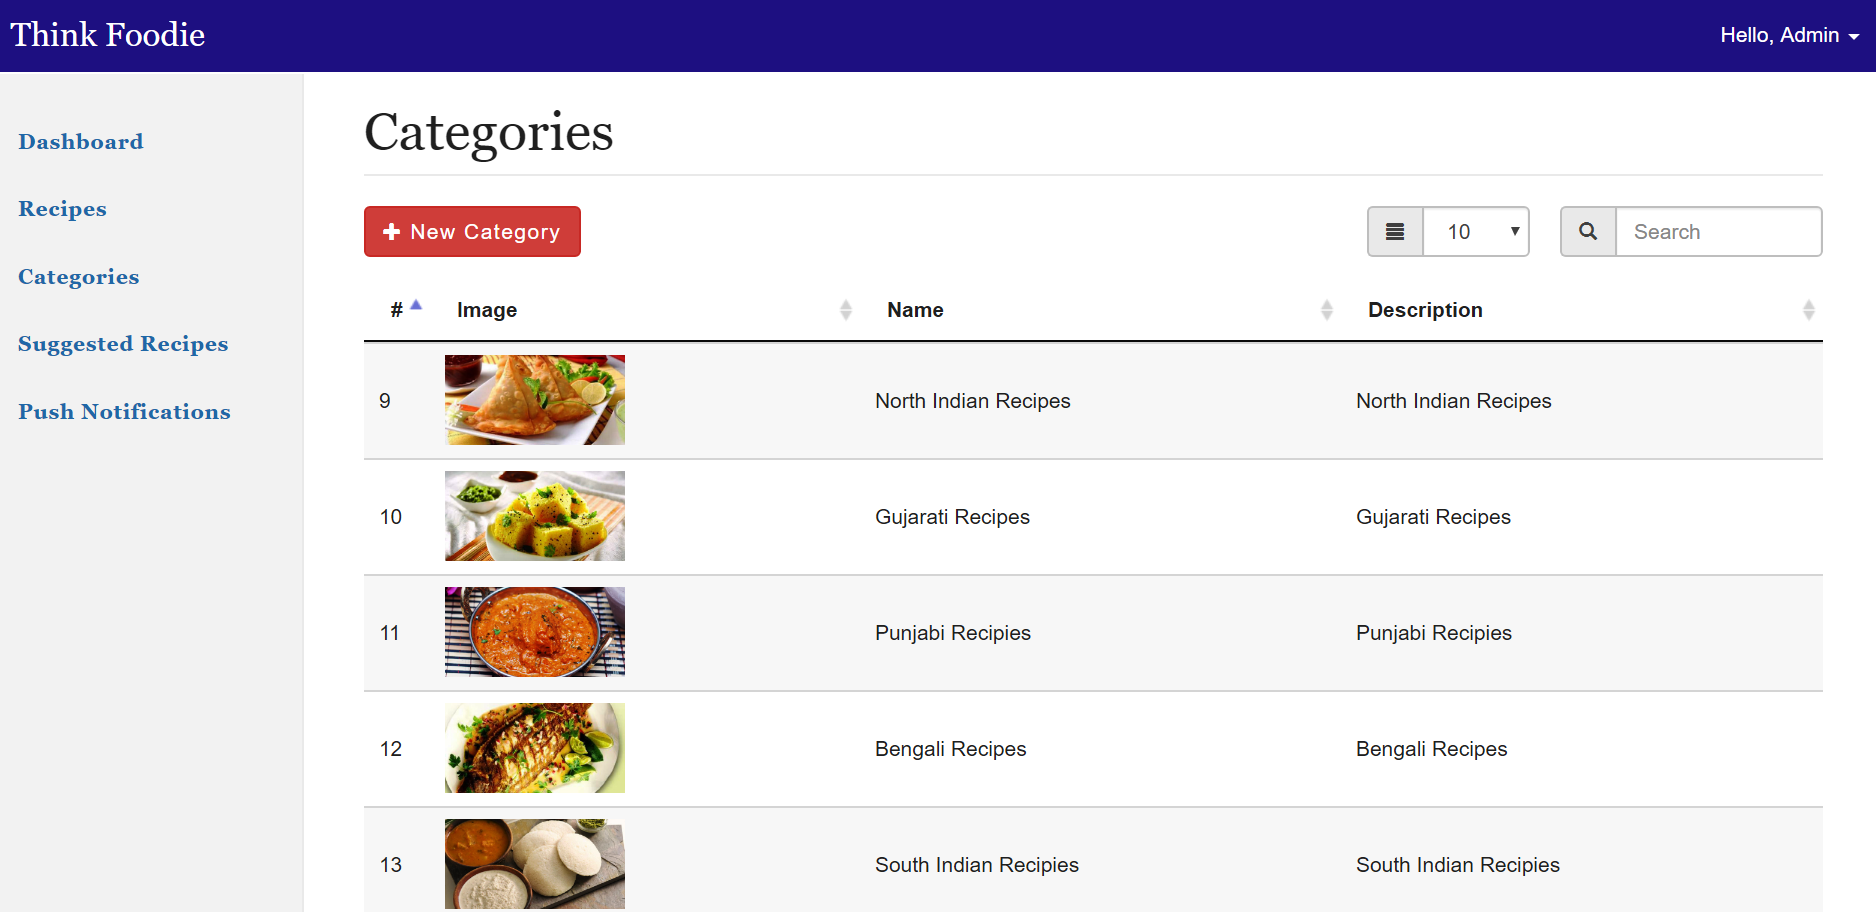 Think Foodie
Hello, Admin
Dashboard
Recipes
Categories
Suggested Recipes
Push Notifications
Categories
New Category
10
Search
# Image Name Description
9 North Indian Recipes North Indian Recipes
10 Gujarati Recipes Gujarati Recipes
11 Punjabi Recipies Punjabi Recipies
12 Bengali Recipes Bengali Recipes
13 South Indian Recipies South Indian Recipies